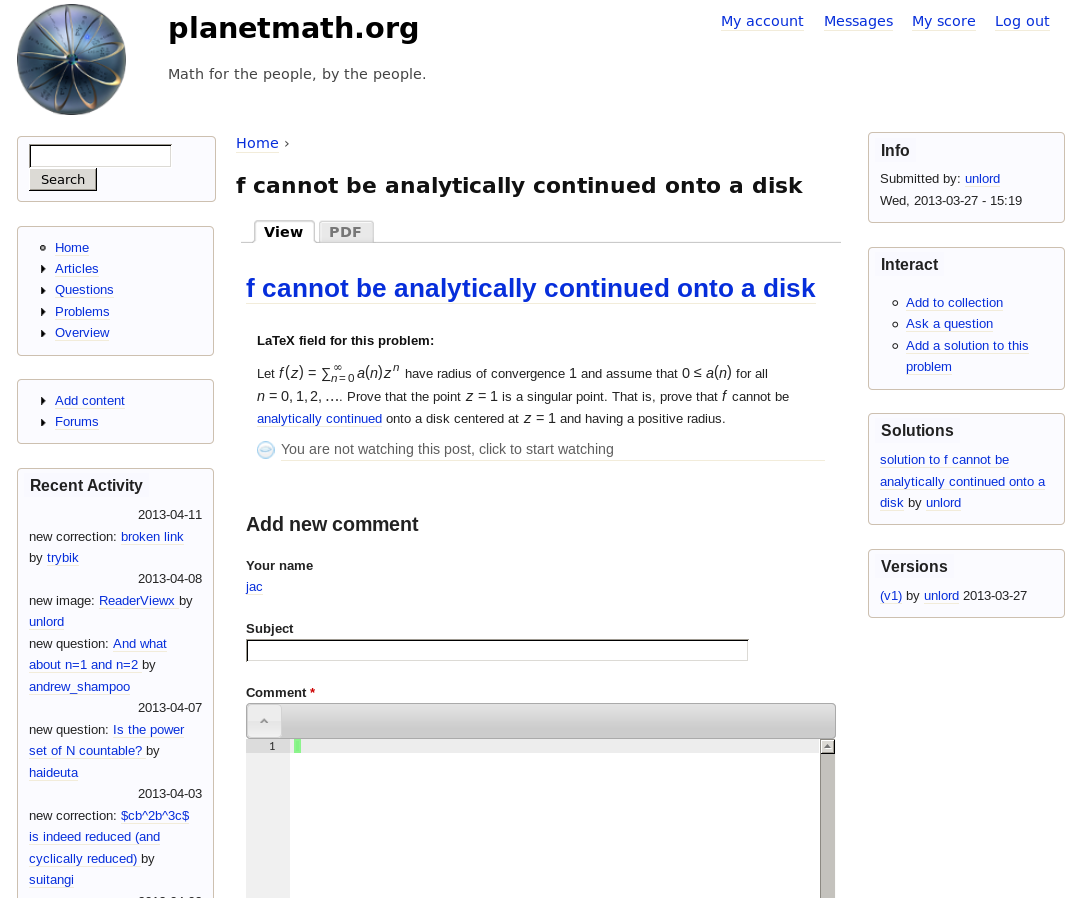 planetmath.org
Math for the people, by the people.
My account Messages My score Log out
Search
Home
Articles
Questions
Problems
Overview
Add content
Forums
Recent Activity
2013-04-11
new correction: broken link
by trybik
2013-04-08
new image: ReaderViewx by
unlord
new question: And what
about n=1 and n=2 by
andrew_shampoo
2013-04-07
new question: Is the power
set of N countable? by
haideuta
2013-04-03
new correction: $cb^2b^3c$
is indeed reduced (and
cyclically reduced) by
suitangi
Home ›
f cannot be analytically continued onto a disk
View PDF
f cannot be analytically continued onto a disk
LaTeX field for this problem:
Let f(z) = ∑_{n=0}^∞ a(n)z^n have radius of convergence 1 and assume that 0 ≤ a(n) for all
n = 0, 1, 2, …. Prove that the point z = 1 is a singular point. That is, prove that f cannot be
analytically continued onto a disk centered at z = 1 and having a positive radius.
You are not watching this post, click to start watching
Add new comment
Your name
jac
Subject
Comment *
1
Info
Submitted by: unlord
Wed, 2013-03-27 - 15:19
Interact
Add to collection
Ask a question
Add a solution to this
problem
Solutions
solution to f cannot be
analytically continued onto a
disk by unlord
Versions
(v1) by unlord 2013-03-27